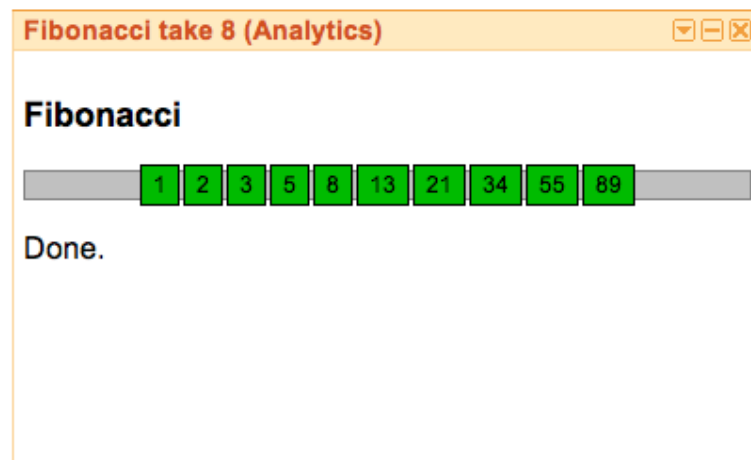 Fibonacci take 8 (Analytics)
Fibonacci
1 2 3 5 8 13 21 34 55 89
Done.